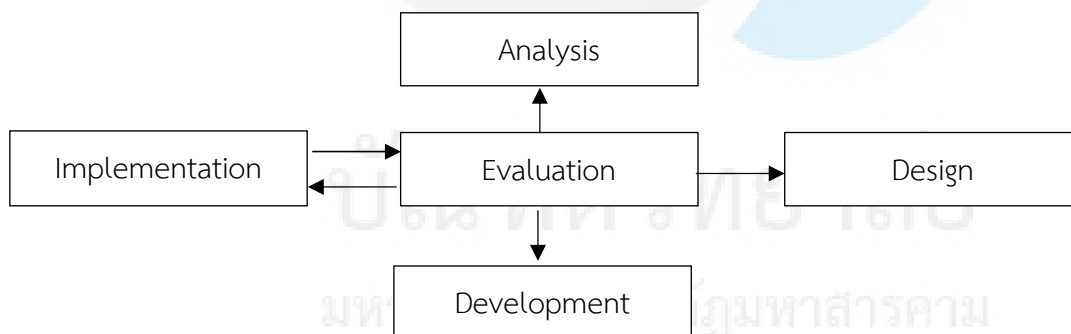 Analysis
Implementation
Evaluation
Design
Development